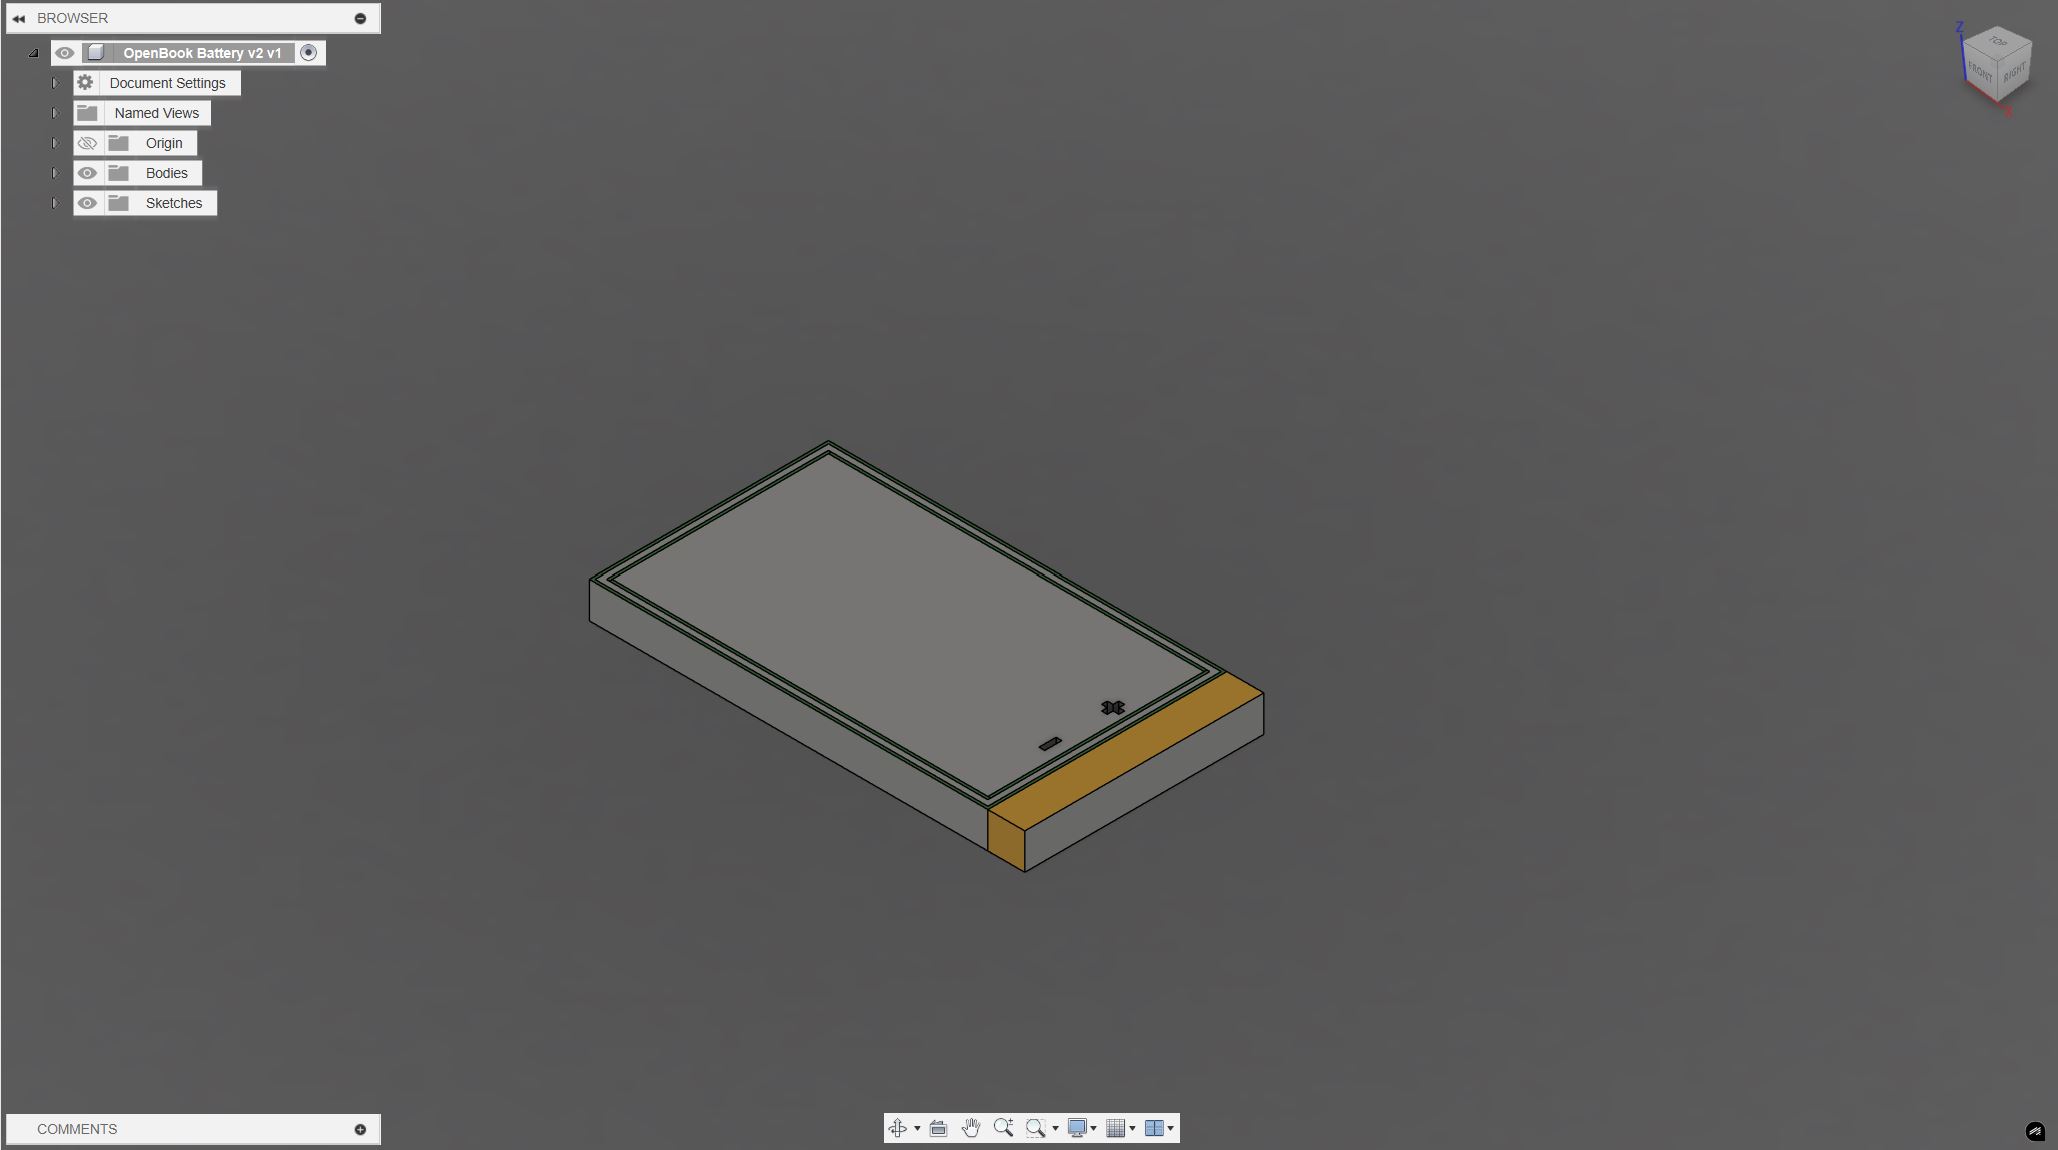 BROWSER
OpenBook Battery v2 v1
Document Settings
Named Views
Origin
Bodies
Sketches
Z
TOP
FRONT
RIGHT
X
COMMENTS